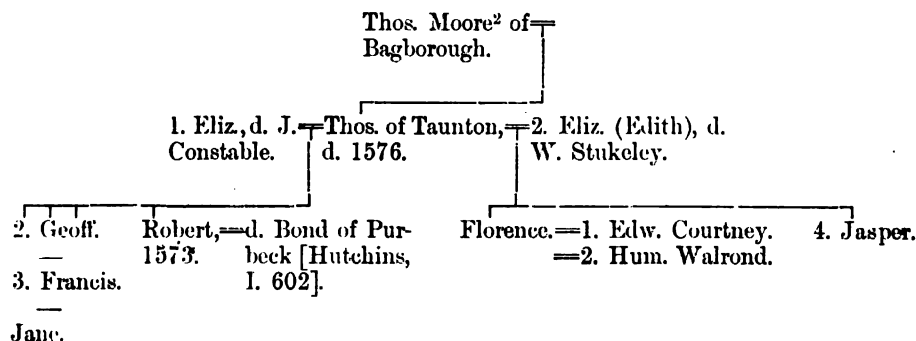 Thos. Moore² of
Bagborough.
1. Eliz., d. J. Thos. of Taunton, 2. Eliz. (Edith), d.
Constable. d. 1576. W. Stukeley.
2. Geoff. Robert, d. Bond of Pur- Florence. 1. Edw. Courtney. 4. Jasper.
1573. beck [Hutchins, 2. Hum. Walrond.
3. Francis. I. 602].
Jane.